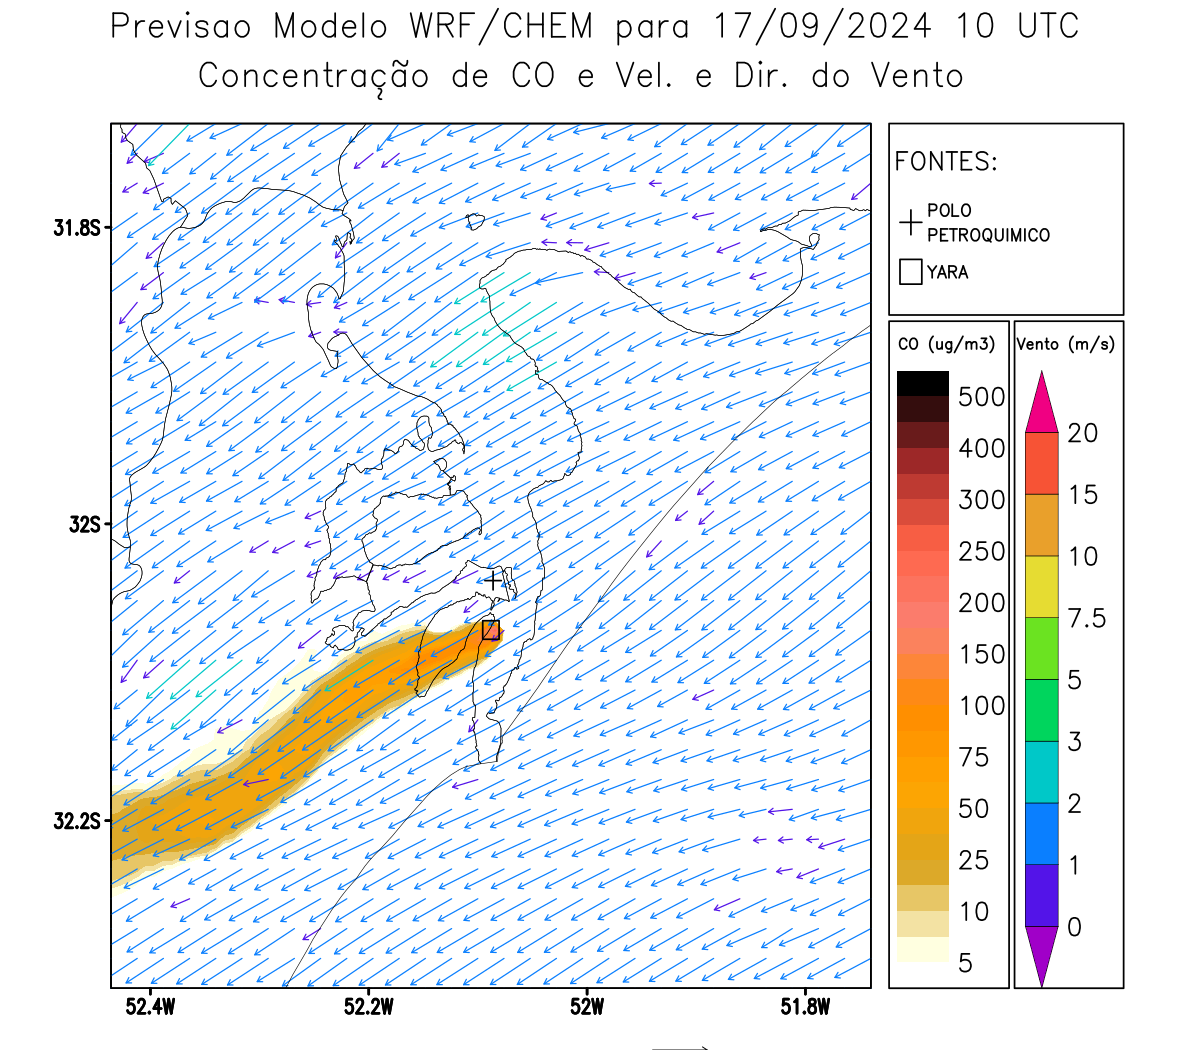 Previsao Modelo WRF/CHEM para 17/09/2024 10 UTC
Concentração de CO e Vel. e Dir. do Vento
FONTES:
POLO
PETROQUIMICO
YARA
31.8S
32S
32.2S
52.4W
52.2W
52W
51.8W
CO (ug/m3)
500
400
300
250
200
150
100
75
50
25
10
5
Vento (m/s)
20
15
10
7.5
5
3
2
1
0